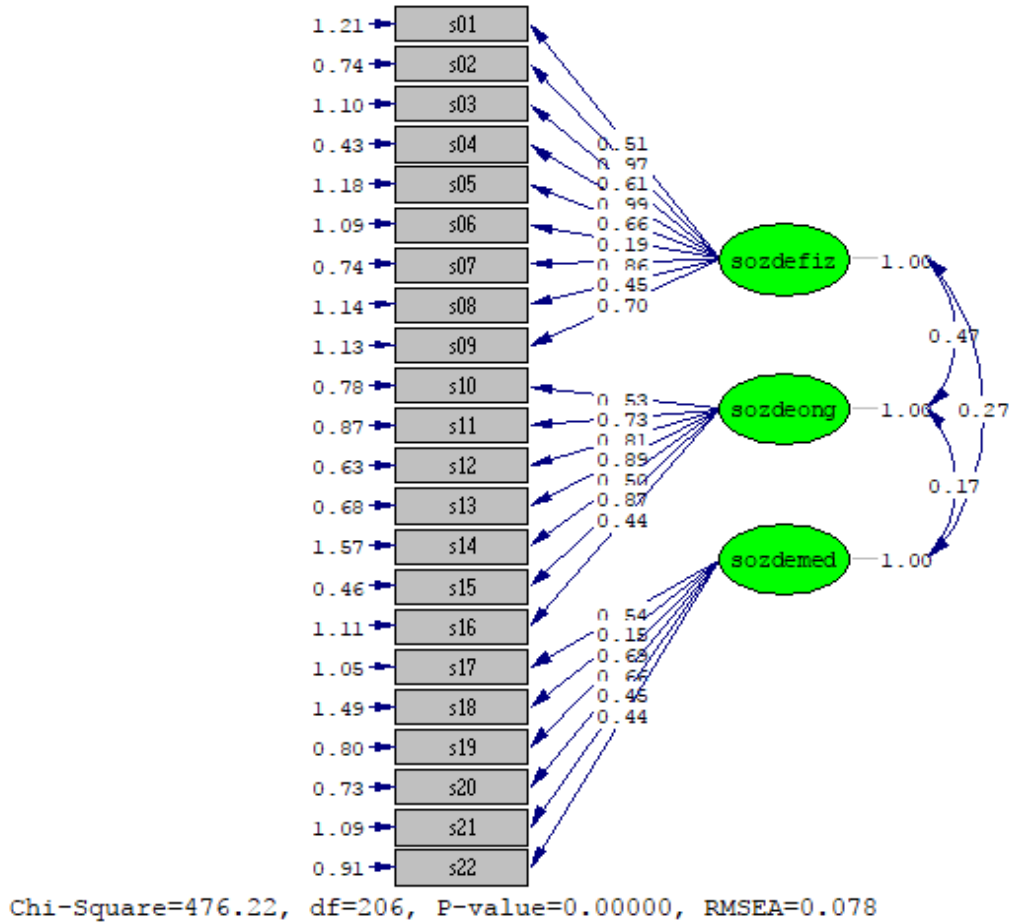 1.21 s01
0.74 s02
1.10 s03
0.43 s04
1.18 s05
1.09 s06
0.74 s07
1.14 s08
1.13 s09
0.78 s10
0.87 s11
0.63 s12
0.68 s13
1.57 s14
0.46 s15
1.11 s16
1.05 s17
1.49 s18
0.80 s19
0.73 s20
1.09 s21
0.91 s22
0.51
0.97
0.61
0.99
0.66
0.19
0.86
0.45
0.70
0.53
0.73
0.81
0.89
0.50
0.87
0.44
0.54
0.15
0.69
0.66
0.45
0.44
sozdefiz 1.00
0.47
sozdeong 1.00 0.27
0.17
sozdemed 1.00
Chi-Square=476.22, df=206, P-value=0.00000, RMSEA=0.078